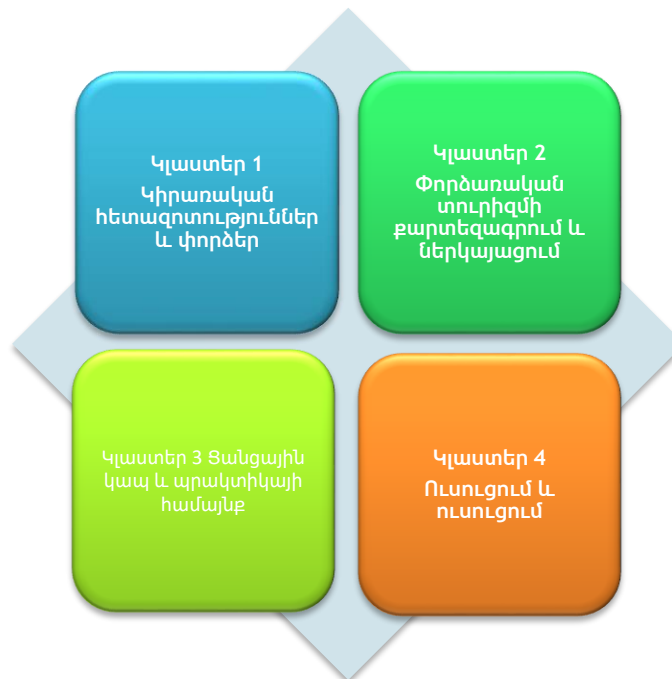 Կլաստեր 1
Կիրառական
հետազոտություններ
և փորձեր
Կլաստեր 2
Փորձառական
տուրիզմի
քարտեզագրում և
ներկայացում
Կլաստեր 3 Ցանցային
կապ և պրակտիկայի
համայնք
Կլաստեր 4
Ուսուցում և
ուսուցում